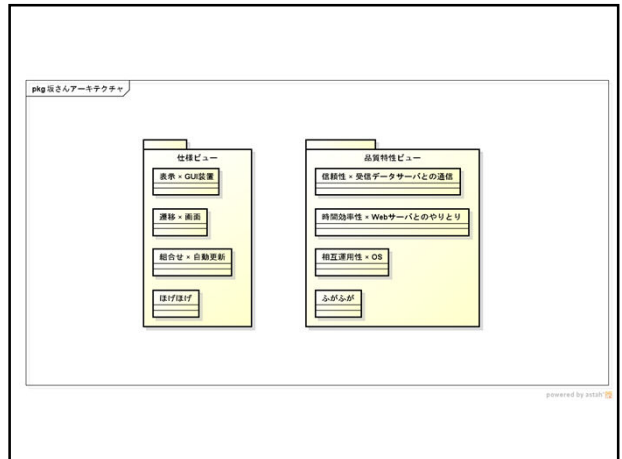 pkg 坂さんアーキテクチャ
仕様ビュー
表示 × GUI装置
遷移 × 画面
組合せ × 自動更新
ほげほげ
品質特性ビュー
信頼性 × 受信データサーバとの通信
時間効率性 × Webサーバとのやりとり
相互運用性 × OS
ふがふが
powered by astah*